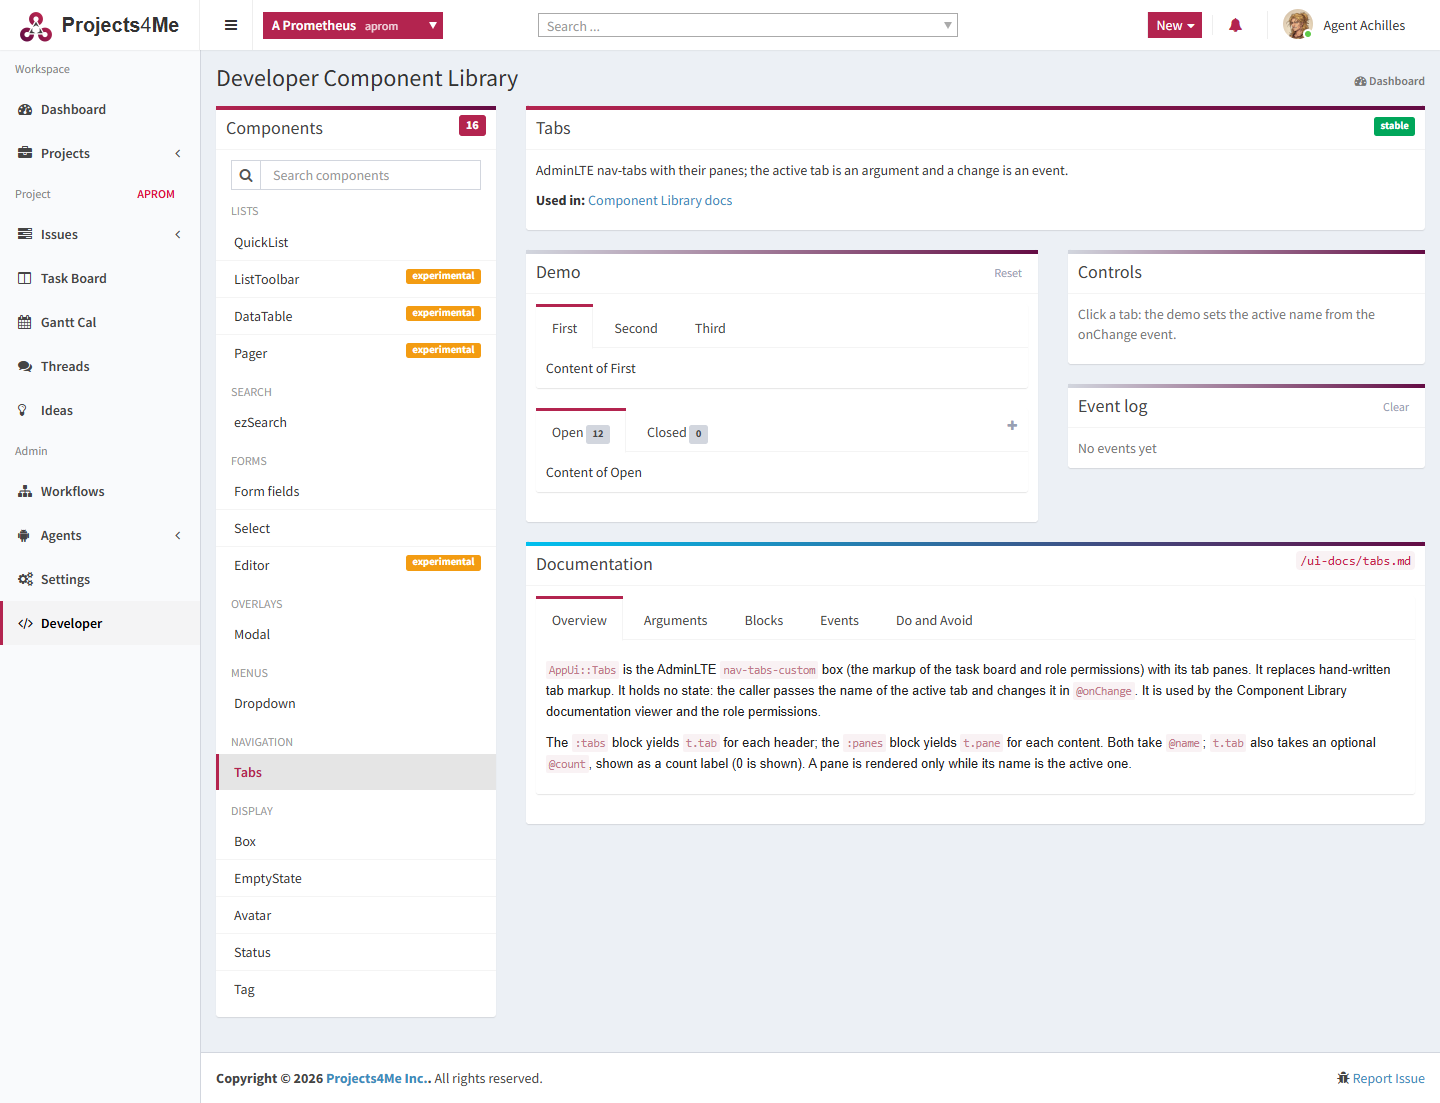 Projects4Me
A Prometheus aprom
Search ...
New
Agent Achilles
Workspace
Dashboard
Projects
Project APROM
Issues
Task Board
Gantt Cal
Threads
Ideas
Admin
Workflows
Agents
Settings
Developer
Developer Component Library
Dashboard
Components 16
Search components
LISTS
QuickList
ListToolbar experimental
DataTable experimental
Pager experimental
SEARCH
ezSearch
FORMS
Form fields
Select
Editor experimental
OVERLAYS
Modal
MENUS
Dropdown
NAVIGATION
Tabs
DISPLAY
Box
EmptyState
Avatar
Status
Tag
Tabs stable
AdminLTE nav-tabs with their panes; the active tab is an argument and a change is an event.
Used in: Component Library docs
Demo Reset
First Second Third
Content of First
Open 12 Closed 0
Content of Open
Controls
Click a tab: the demo sets the active name from the
onChange event.
Event log Clear
No events yet
Documentation /ui-docs/tabs.md
Overview Arguments Blocks Events Do and Avoid
AppUi::Tabs is the AdminLTE nav-tabs-custom box (the markup of the task board and role permissions) with its tab panes. It replaces hand-written
tab markup. It holds no state: the caller passes the name of the active tab and changes it in @onChange. It is used by the Component Library
documentation viewer and the role permissions.
The :tabs block yields t.tab for each header; the :panes block yields t.pane for each content. Both take @name; t.tab also takes an optional
@count, shown as a count label (0 is shown). A pane is rendered only while its name is the active one.
Copyright © 2026 Projects4Me Inc.. All rights reserved.
Report Issue